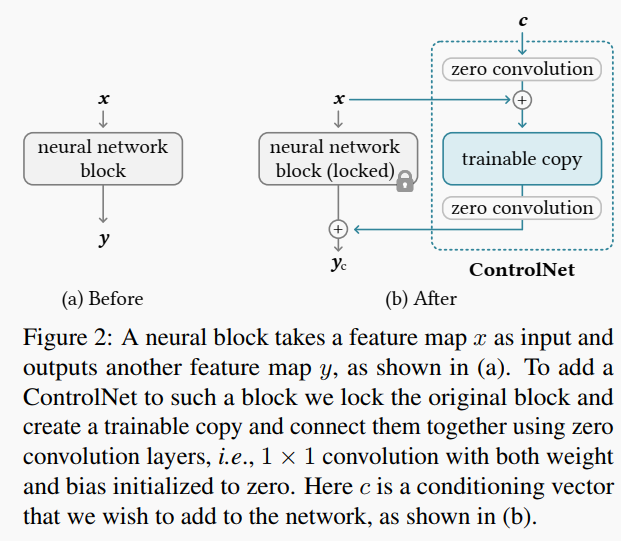 c
zero convolution
x
+
neural network
block
y
x
neural network
block (locked)
trainable copy
zero convolution
+
yc
ControlNet
(a) Before
(b) After
Figure 2: A neural block takes a feature map x as input and
outputs another feature map y, as shown in (a). To add a
ControlNet to such a block we lock the original block and
create a trainable copy and connect them together using zero
convolution layers, i.e., 1 × 1 convolution with both weight
and bias initialized to zero. Here c is a conditioning vector
that we wish to add to the network, as shown in (b).